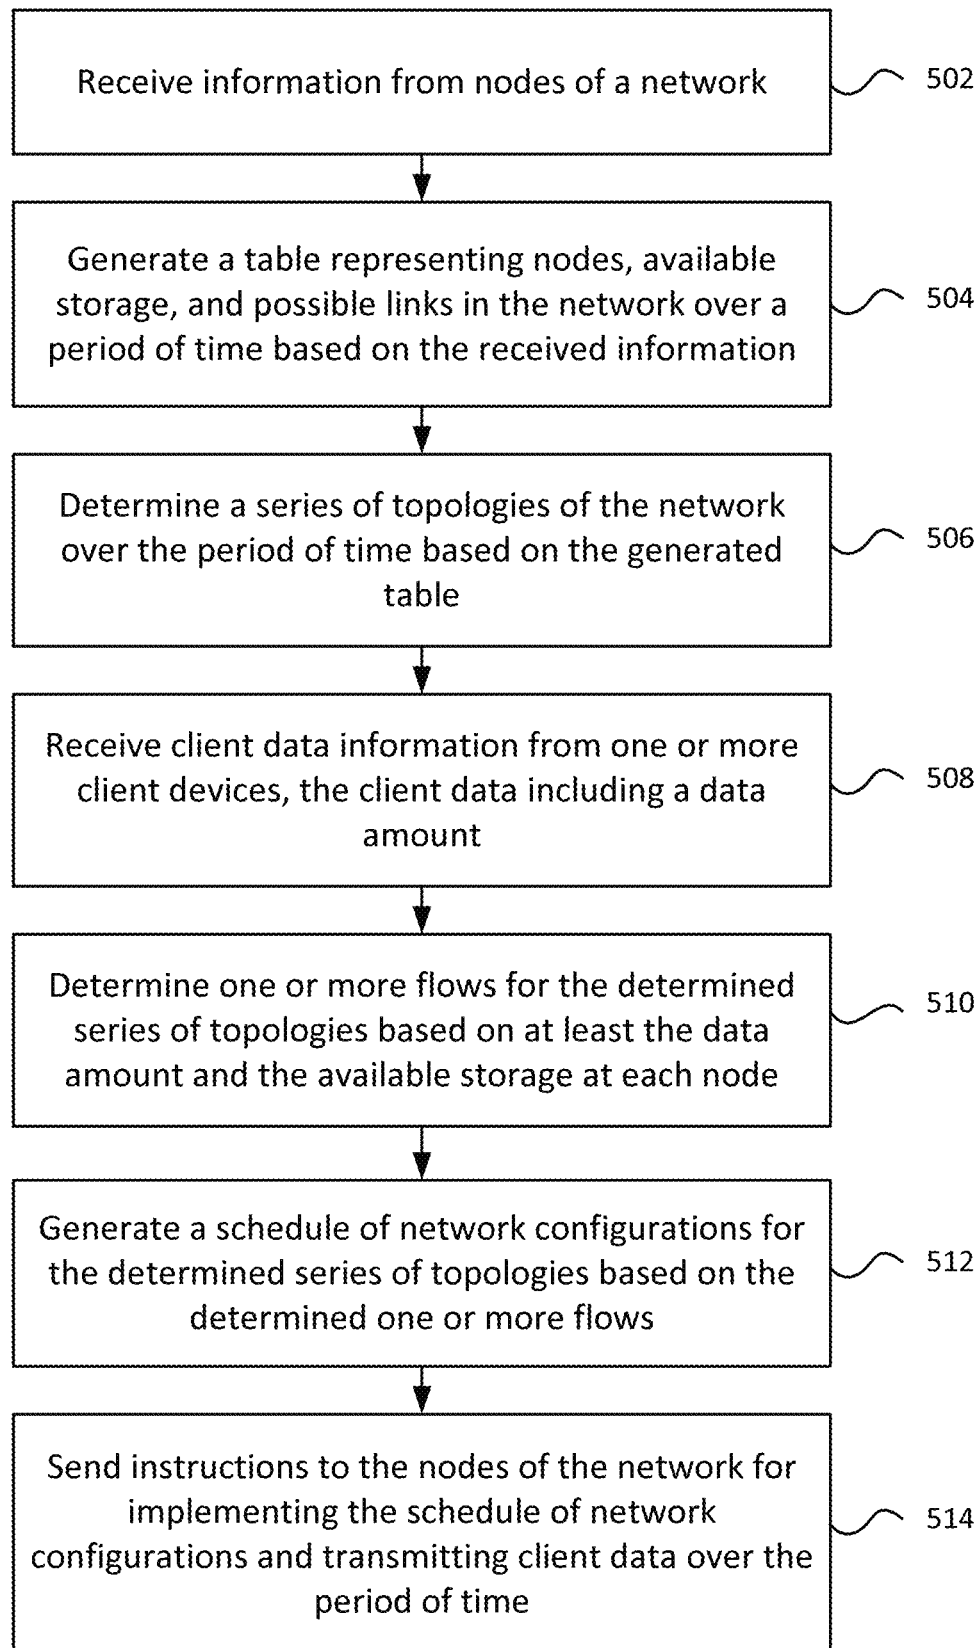 Receive information from nodes of a network
502
Generate a table representing nodes, available
storage, and possible links in the network over a
period of time based on the received information
504
Determine a series of topologies of the network
over the period of time based on the generated
table
506
Receive client data information from one or more
client devices, the client data including a data
amount
508
Determine one or more flows for the determined
series of topologies based on at least the data
amount and the available storage at each node
510
Generate a schedule of network configurations for
the determined series of topologies based on the
determined one or more flows
512
Send instructions to the nodes of the network for
implementing the schedule of network
configurations and transmitting client data over the
period of time
514